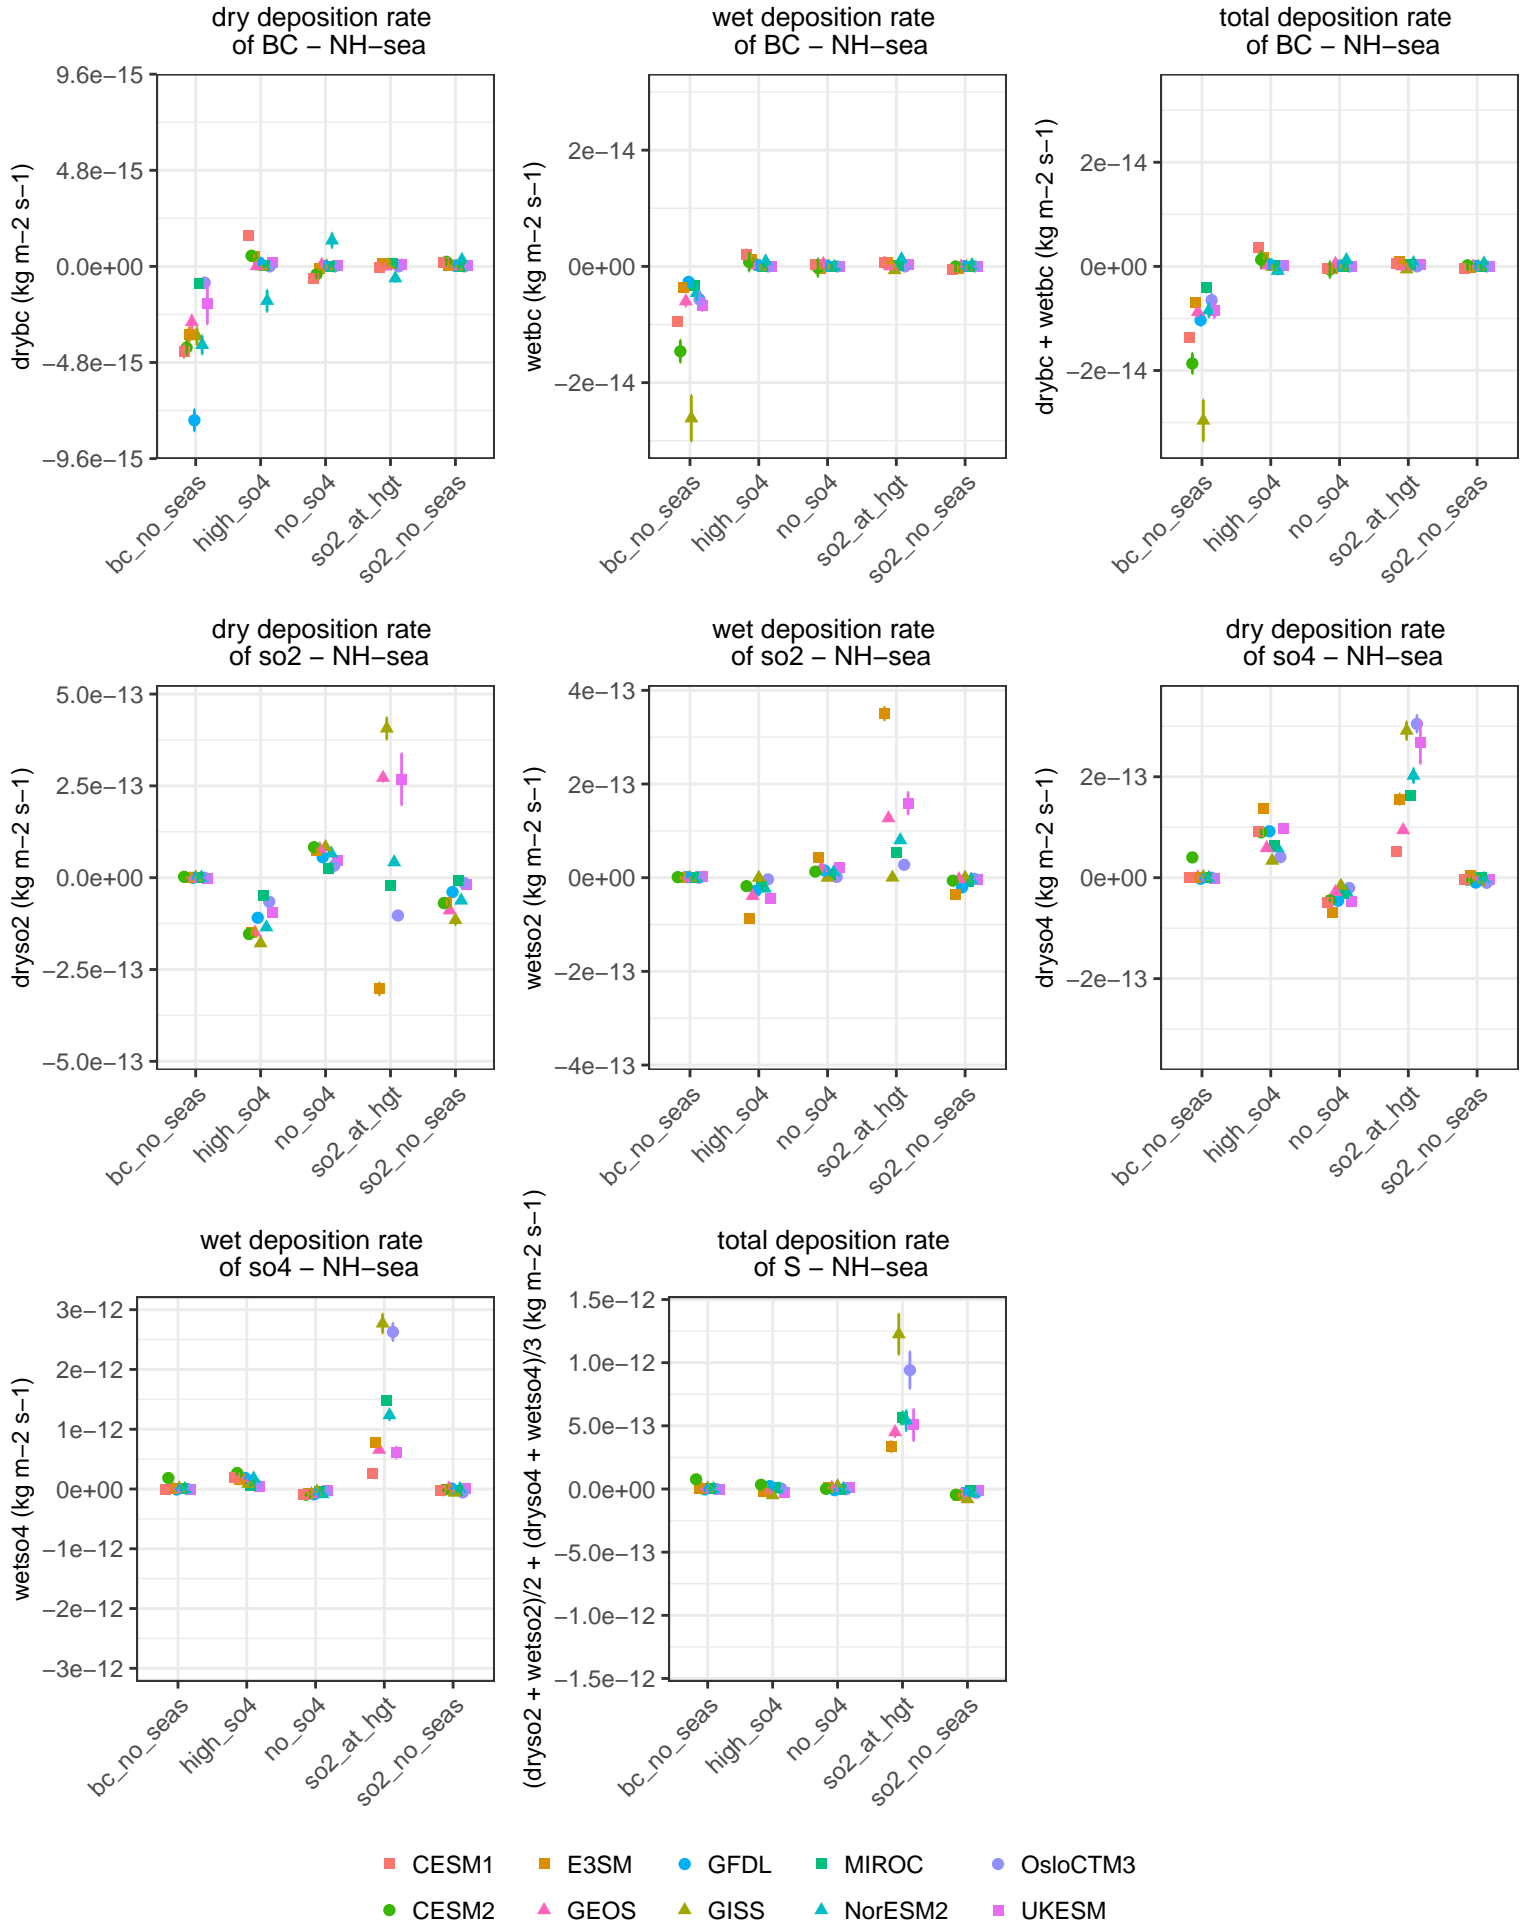 dry deposition rate
of BC − NH−sea
wet deposition rate
of BC − NH−sea
total deposition rate
of BC − NH−sea
drybc (kg m−2 s−1)
9.6e−15
4.8e−15
0.0e+00
−4.8e−15
−9.6e−15
bc_no_seas
high_so4
no_so4
so2_at_hgt
so2_no_seas
wetbc (kg m−2 s−1)
2e−14
0e+00
−2e−14
bc_no_seas
high_so4
no_so4
so2_at_hgt
so2_no_seas
drybc + wetbc (kg m−2 s−1)
2e−14
0e+00
−2e−14
bc_no_seas
high_so4
no_so4
so2_at_hgt
so2_no_seas
dry deposition rate
of so2 − NH−sea
wet deposition rate
of so2 − NH−sea
dry deposition rate
of so4 − NH−sea
dryso2 (kg m−2 s−1)
5.0e−13
2.5e−13
0.0e+00
−2.5e−13
−5.0e−13
bc_no_seas
high_so4
no_so4
so2_at_hgt
so2_no_seas
wetso2 (kg m−2 s−1)
4e−13
2e−13
0e+00
−2e−13
−4e−13
bc_no_seas
high_so4
no_so4
so2_at_hgt
so2_no_seas
dryso4 (kg m−2 s−1)
2e−13
0e+00
−2e−13
bc_no_seas
high_so4
no_so4
so2_at_hgt
so2_no_seas
wet deposition rate
of so4 − NH−sea
total deposition rate
of S − NH−sea
wetso4 (kg m−2 s−1)
3e−12
2e−12
1e−12
0e+00
−1e−12
−2e−12
−3e−12
bc_no_seas
high_so4
no_so4
so2_at_hgt
so2_no_seas
(dryso2 + wetso2)/2 + (dryso4 + wetso4)/3 (kg m−2 s−1)
1.5e−12
1.0e−12
5.0e−13
0.0e+00
−5.0e−13
−1.0e−12
−1.5e−12
bc_no_seas
high_so4
no_so4
so2_at_hgt
so2_no_seas
CESM1 E3SM GFDL MIROC OsloCTM3
CESM2 GEOS GISS NorESM2 UKESM